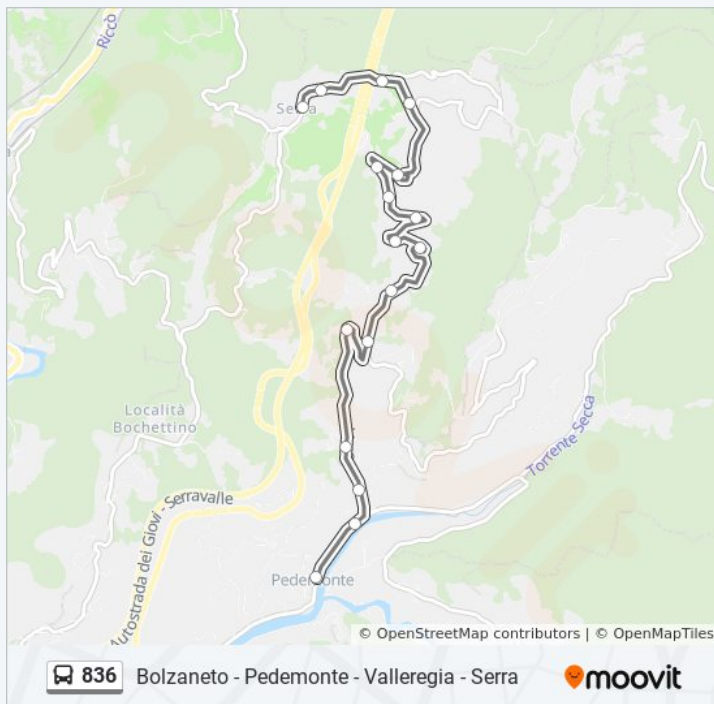 Riccò
Serra
Località
Bochettino
Autostrada dei Giovi - Serravalle
Torrente Secca
Pedemonte
© OpenStreetMap contributors | © OpenMapTiles
836 Bolzaneto - Pedemonte - Valleregia - Serra
moovit